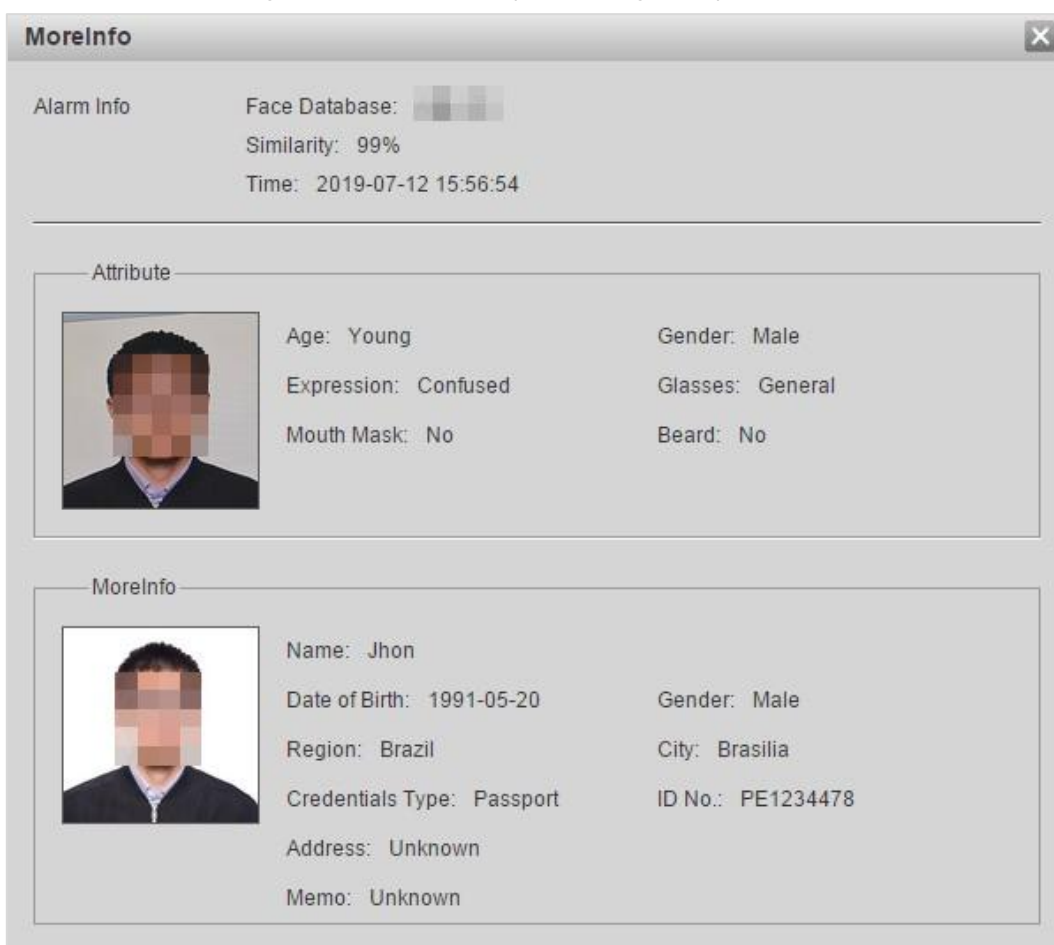 MoreInfo
Alarm Info
Face Database:
Similarity: 99%
Time: 2019-07-12 15:56:54
Attribute
Age: Young Gender: Male
Expression: Confused Glasses: General
Mouth Mask: No Beard: No
MoreInfo
Name: Jhon
Date of Birth: 1991-05-20 Gender: Male
Region: Brazil City: Brasilia
Credentials Type: Passport ID No.: PE1234478
Address: Unknown
Memo: Unknown